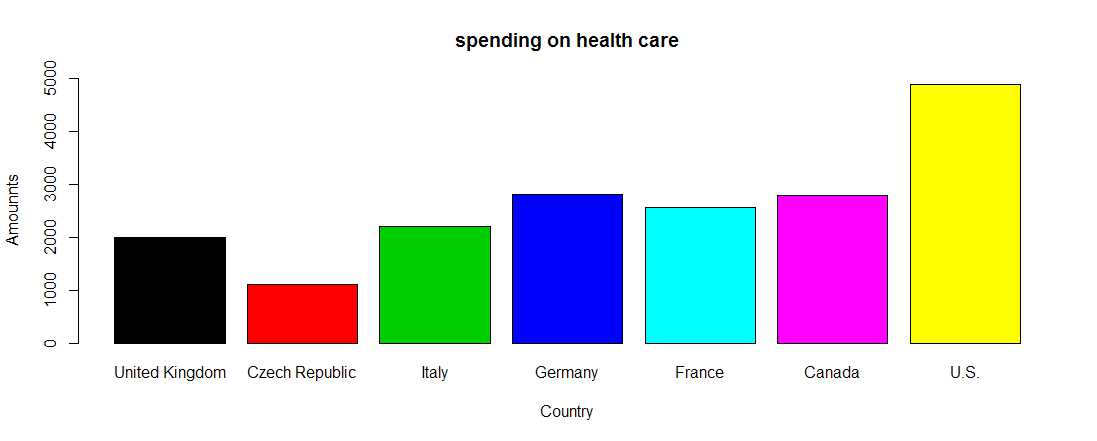 spending on health care
Amounnts
5000
4000
3000
2000
1000
0
United Kingdom Czech Republic Italy Germany France Canada U.S.
Country